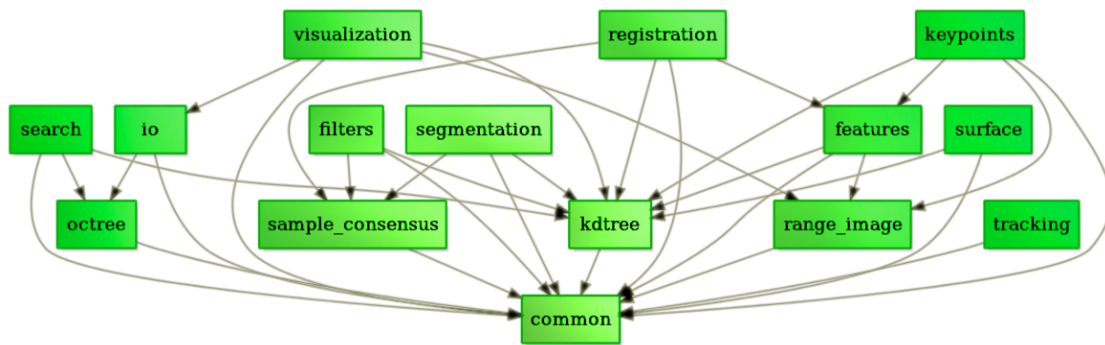 visualization
registration
keypoints
search
io
filters
segmentation
features
surface
octree
sample_consensus
kdtree
range_image
tracking
common